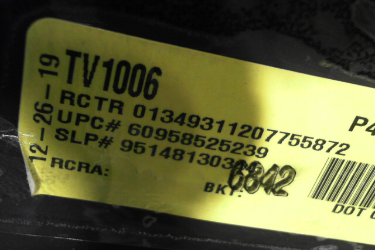 12-26-19
TV1006
RCTR 01349311207755872
UPC# 60958525239
SLP# 951481303
RCRA:
BKT: 6842
P4
DOT